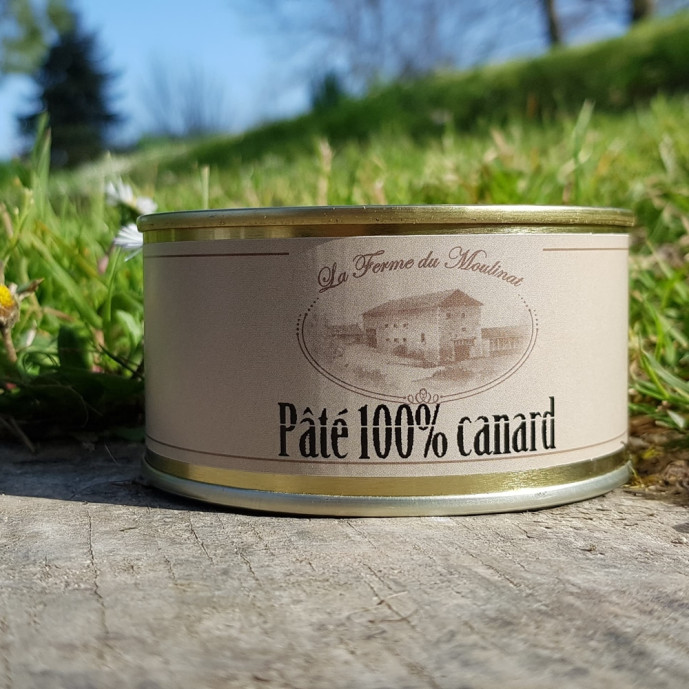 La Ferme du Moulinat
Pâté 100% canard